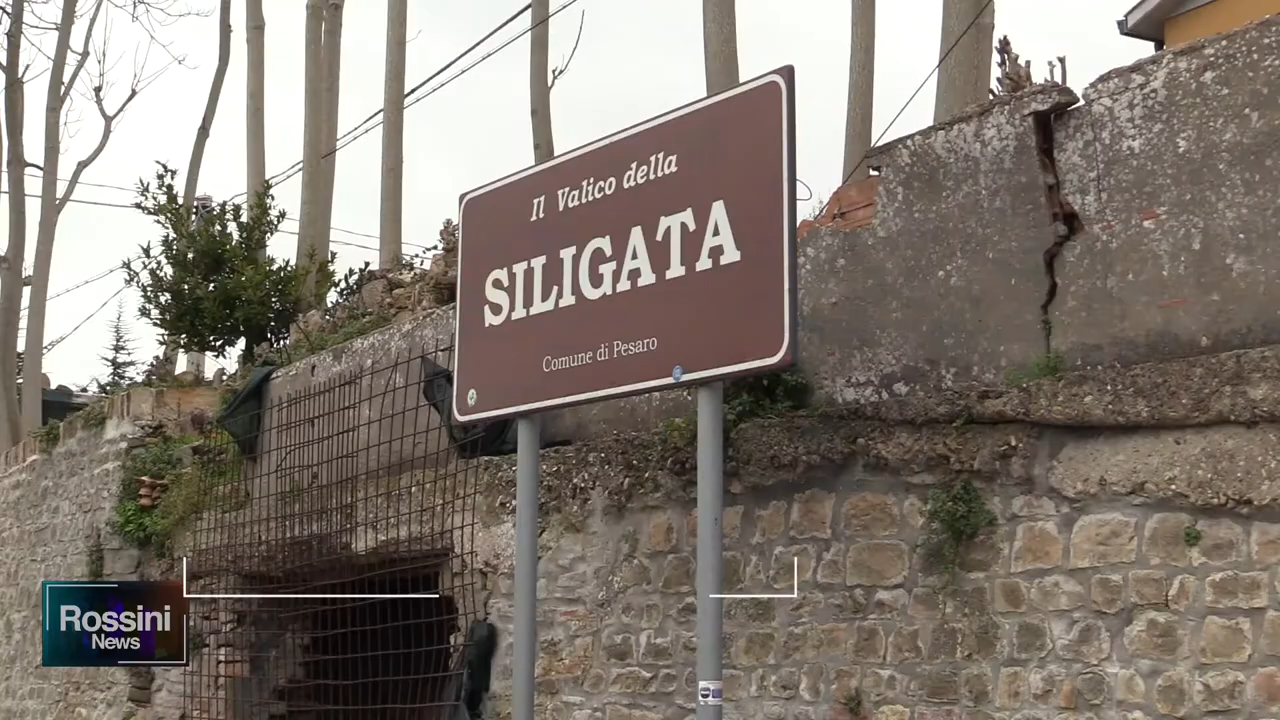 Il Valico della
SILIGATA
Comune di Pesaro
Rossini
News